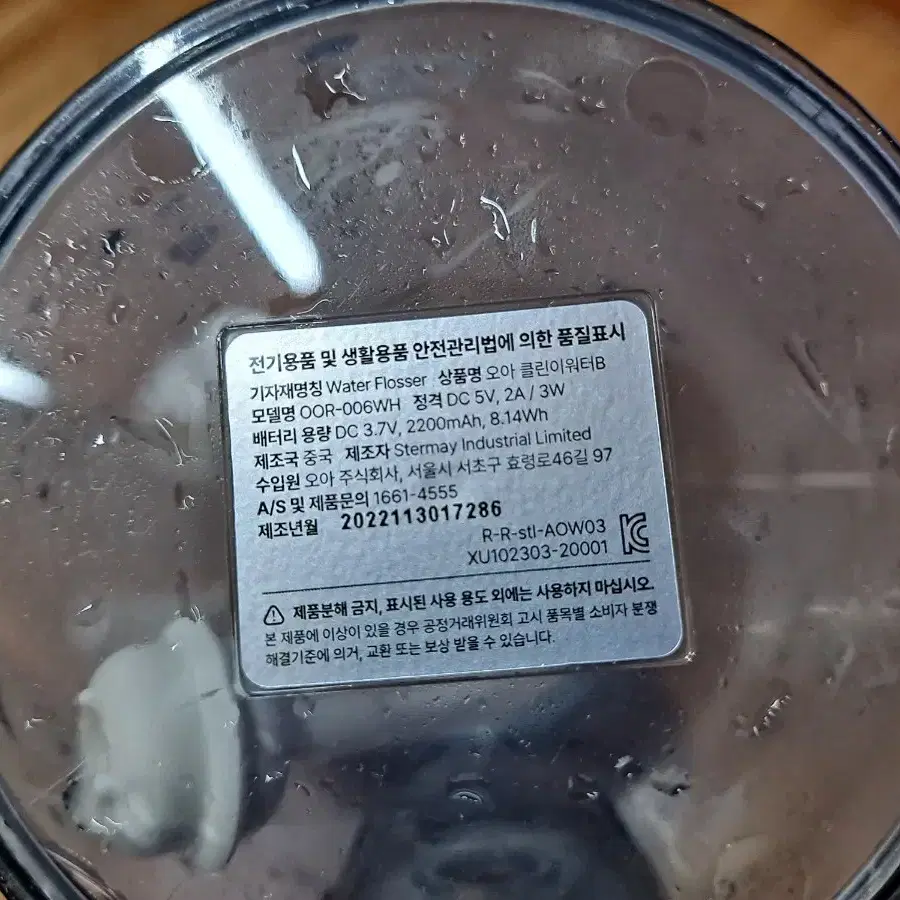 전기용품 및 생활용품 안전관리법에 의한 품질표시
기자재명칭 Water Flosser 상품명 오아 클린이워터B
모델명 OOR-006WH 정격 DC 5V, 2A / 3W
배터리 용량 DC 3.7V, 2200mAh, 8.14Wh
제조국 중국 제조자 Stermay Industrial Limited
수입원 오아 주식회사, 서울시 서초구 효령로46길 97
A/S 및 제품문의 1661-4555
제조년월 2022113017286
R-R-stl-AOW03
XU102303-20001
제품분해 금지, 표시된 사용 용도 외에는 사용하지 마십시오.
본 제품에 이상이 있을 경우 공정거래위원회 고시 품목별 소비자 분쟁
해결기준에 의거, 교환 또는 보상 받을 수 있습니다.